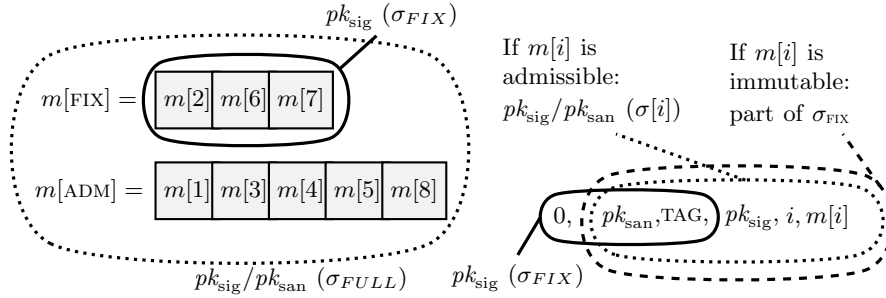 pk_sig (σ_FIX)
m[FIX] = m[2] m[6] m[7]
m[ADM] = m[1] m[3] m[4] m[5] m[8]
pk_sig/pk_san (σ_FULL)
If m[i] is
admissible:
pk_sig/pk_san (σ[i])
If m[i] is
immutable:
part of σ_FIX
0, pk_san,TAG, pk_sig, i, m[i]
pk_sig (σ_FIX)